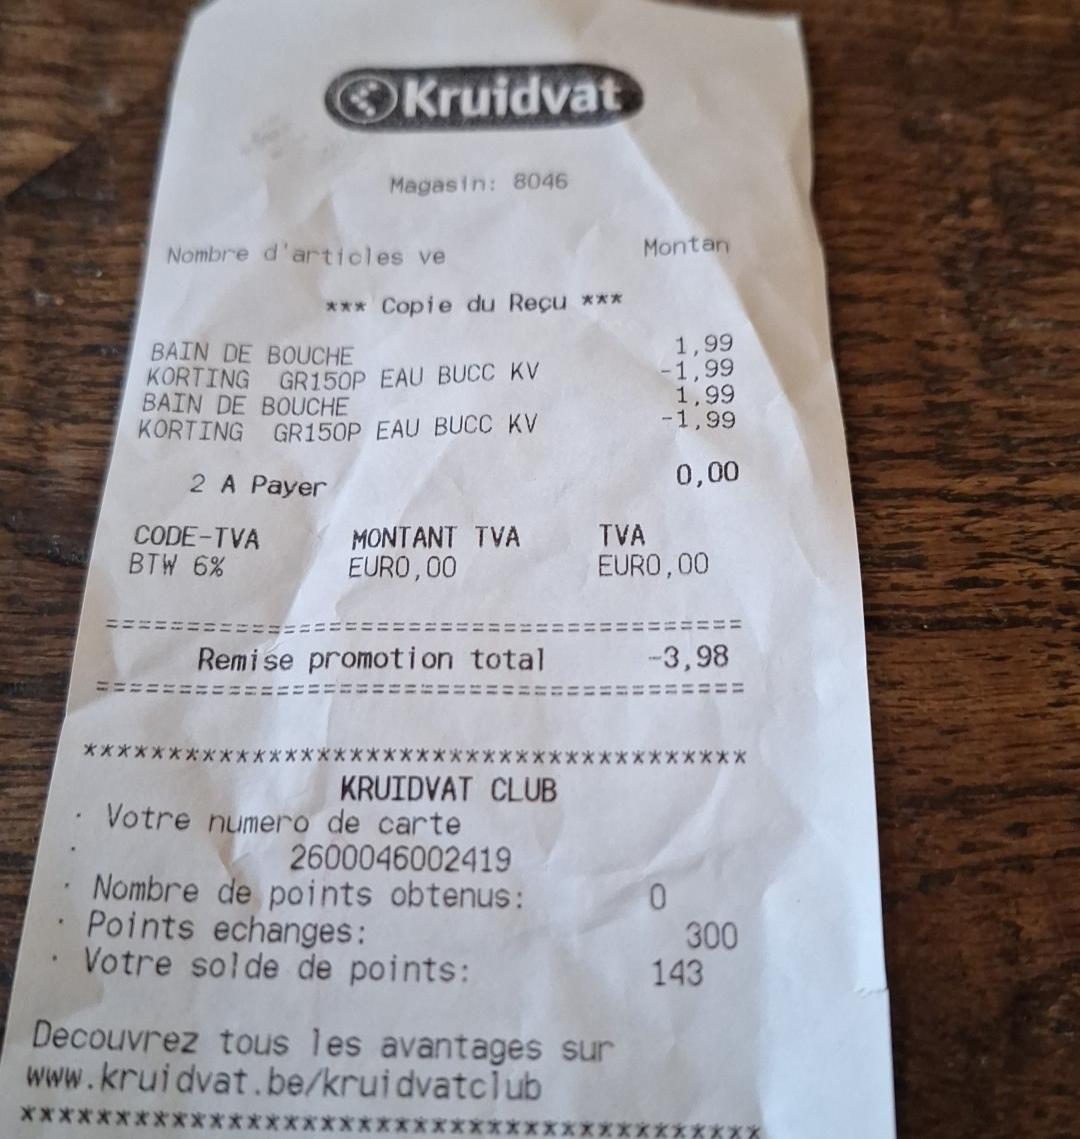 Kruidvat
Magasin: 8046
Nombre d'articles ve Montan
*** Copie du Reçu ***
BAIN DE BOUCHE 1,99
KORTING GR150P EAU BUCC KV -1,99
BAIN DE BOUCHE 1,99
KORTING GR150P EAU BUCC KV -1,99
2 A Payer 0,00
CODE-TVA MONTANT TVA TVA
BTW 6% EUR0,00 EUR0,00
=======================================
Remise promotion total -3,98
=======================================
***************************************
KRUIDVAT CLUB
· Votre numero de carte
· 2600046002419
· Nombre de points obtenus: 0
· Points echanges: 300
· Votre solde de points: 143
Decouvrez tous les avantages sur
www.kruidvat.be/kruidvatclub
***************************************